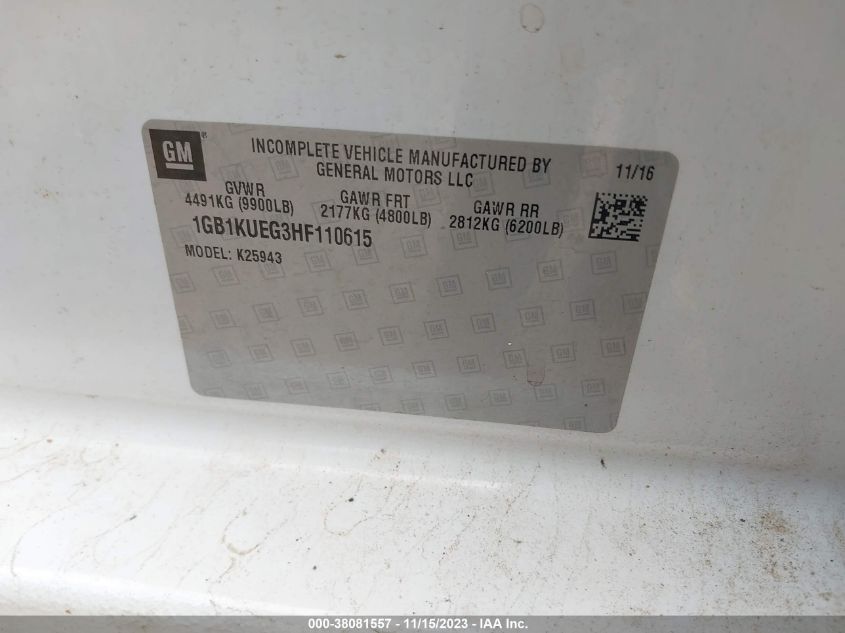 GM®
INCOMPLETE VEHICLE MANUFACTURED BY
GENERAL MOTORS LLC
11/16
GVWR
4491KG (9900LB)
GAWR FRT
2177KG (4800LB)
GAWR RR
2812KG (6200LB)
1GB1KUEG3HF110615
MODEL: K25943
000-38081557 - 11/15/2023 - IAA Inc.